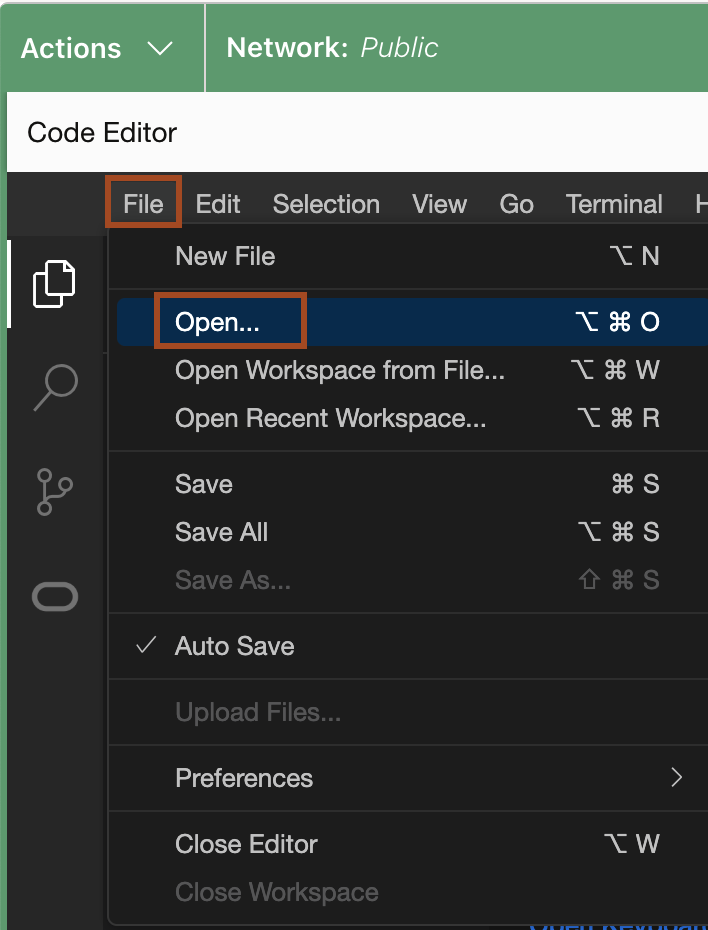 Actions Network: Public
Code Editor
File Edit Selection View Go Terminal
New File ⌥ N
Open... ⌥ ⌘ O
Open Workspace from File... ⌥ ⌘ W
Open Recent Workspace... ⌥ ⌘ R
Save ⌘ S
Save All ⌥ ⌘ S
Save As... ⇧ ⌘ S
✓ Auto Save
Upload Files...
Preferences
Close Editor ⌥ W
Close Workspace